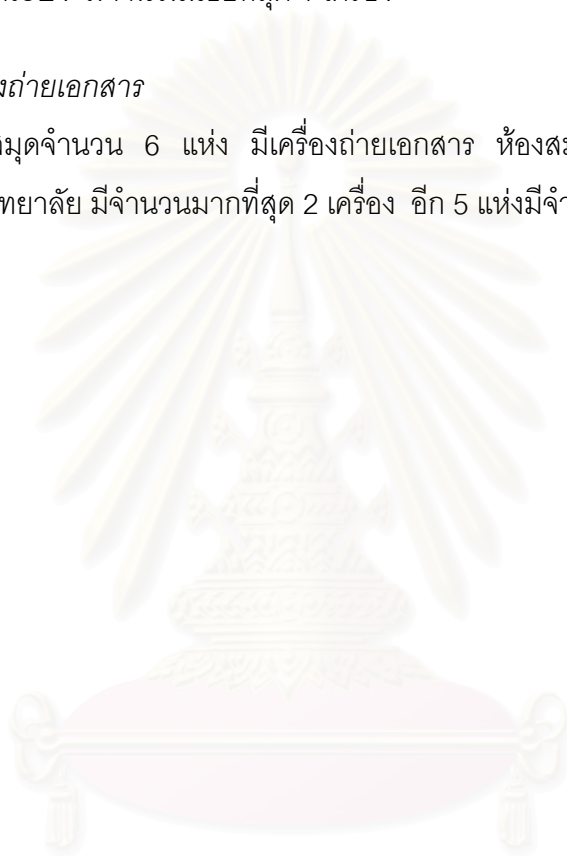 งถ่ายเอกสาร
มุดจำนวน 6 แห่ง มีเครื่องถ่ายเอกสาร ห้องสม
ทยาลัย มีจำนวนมากที่สุด 2 เครื่อง อีก 5 แห่งมีจำ